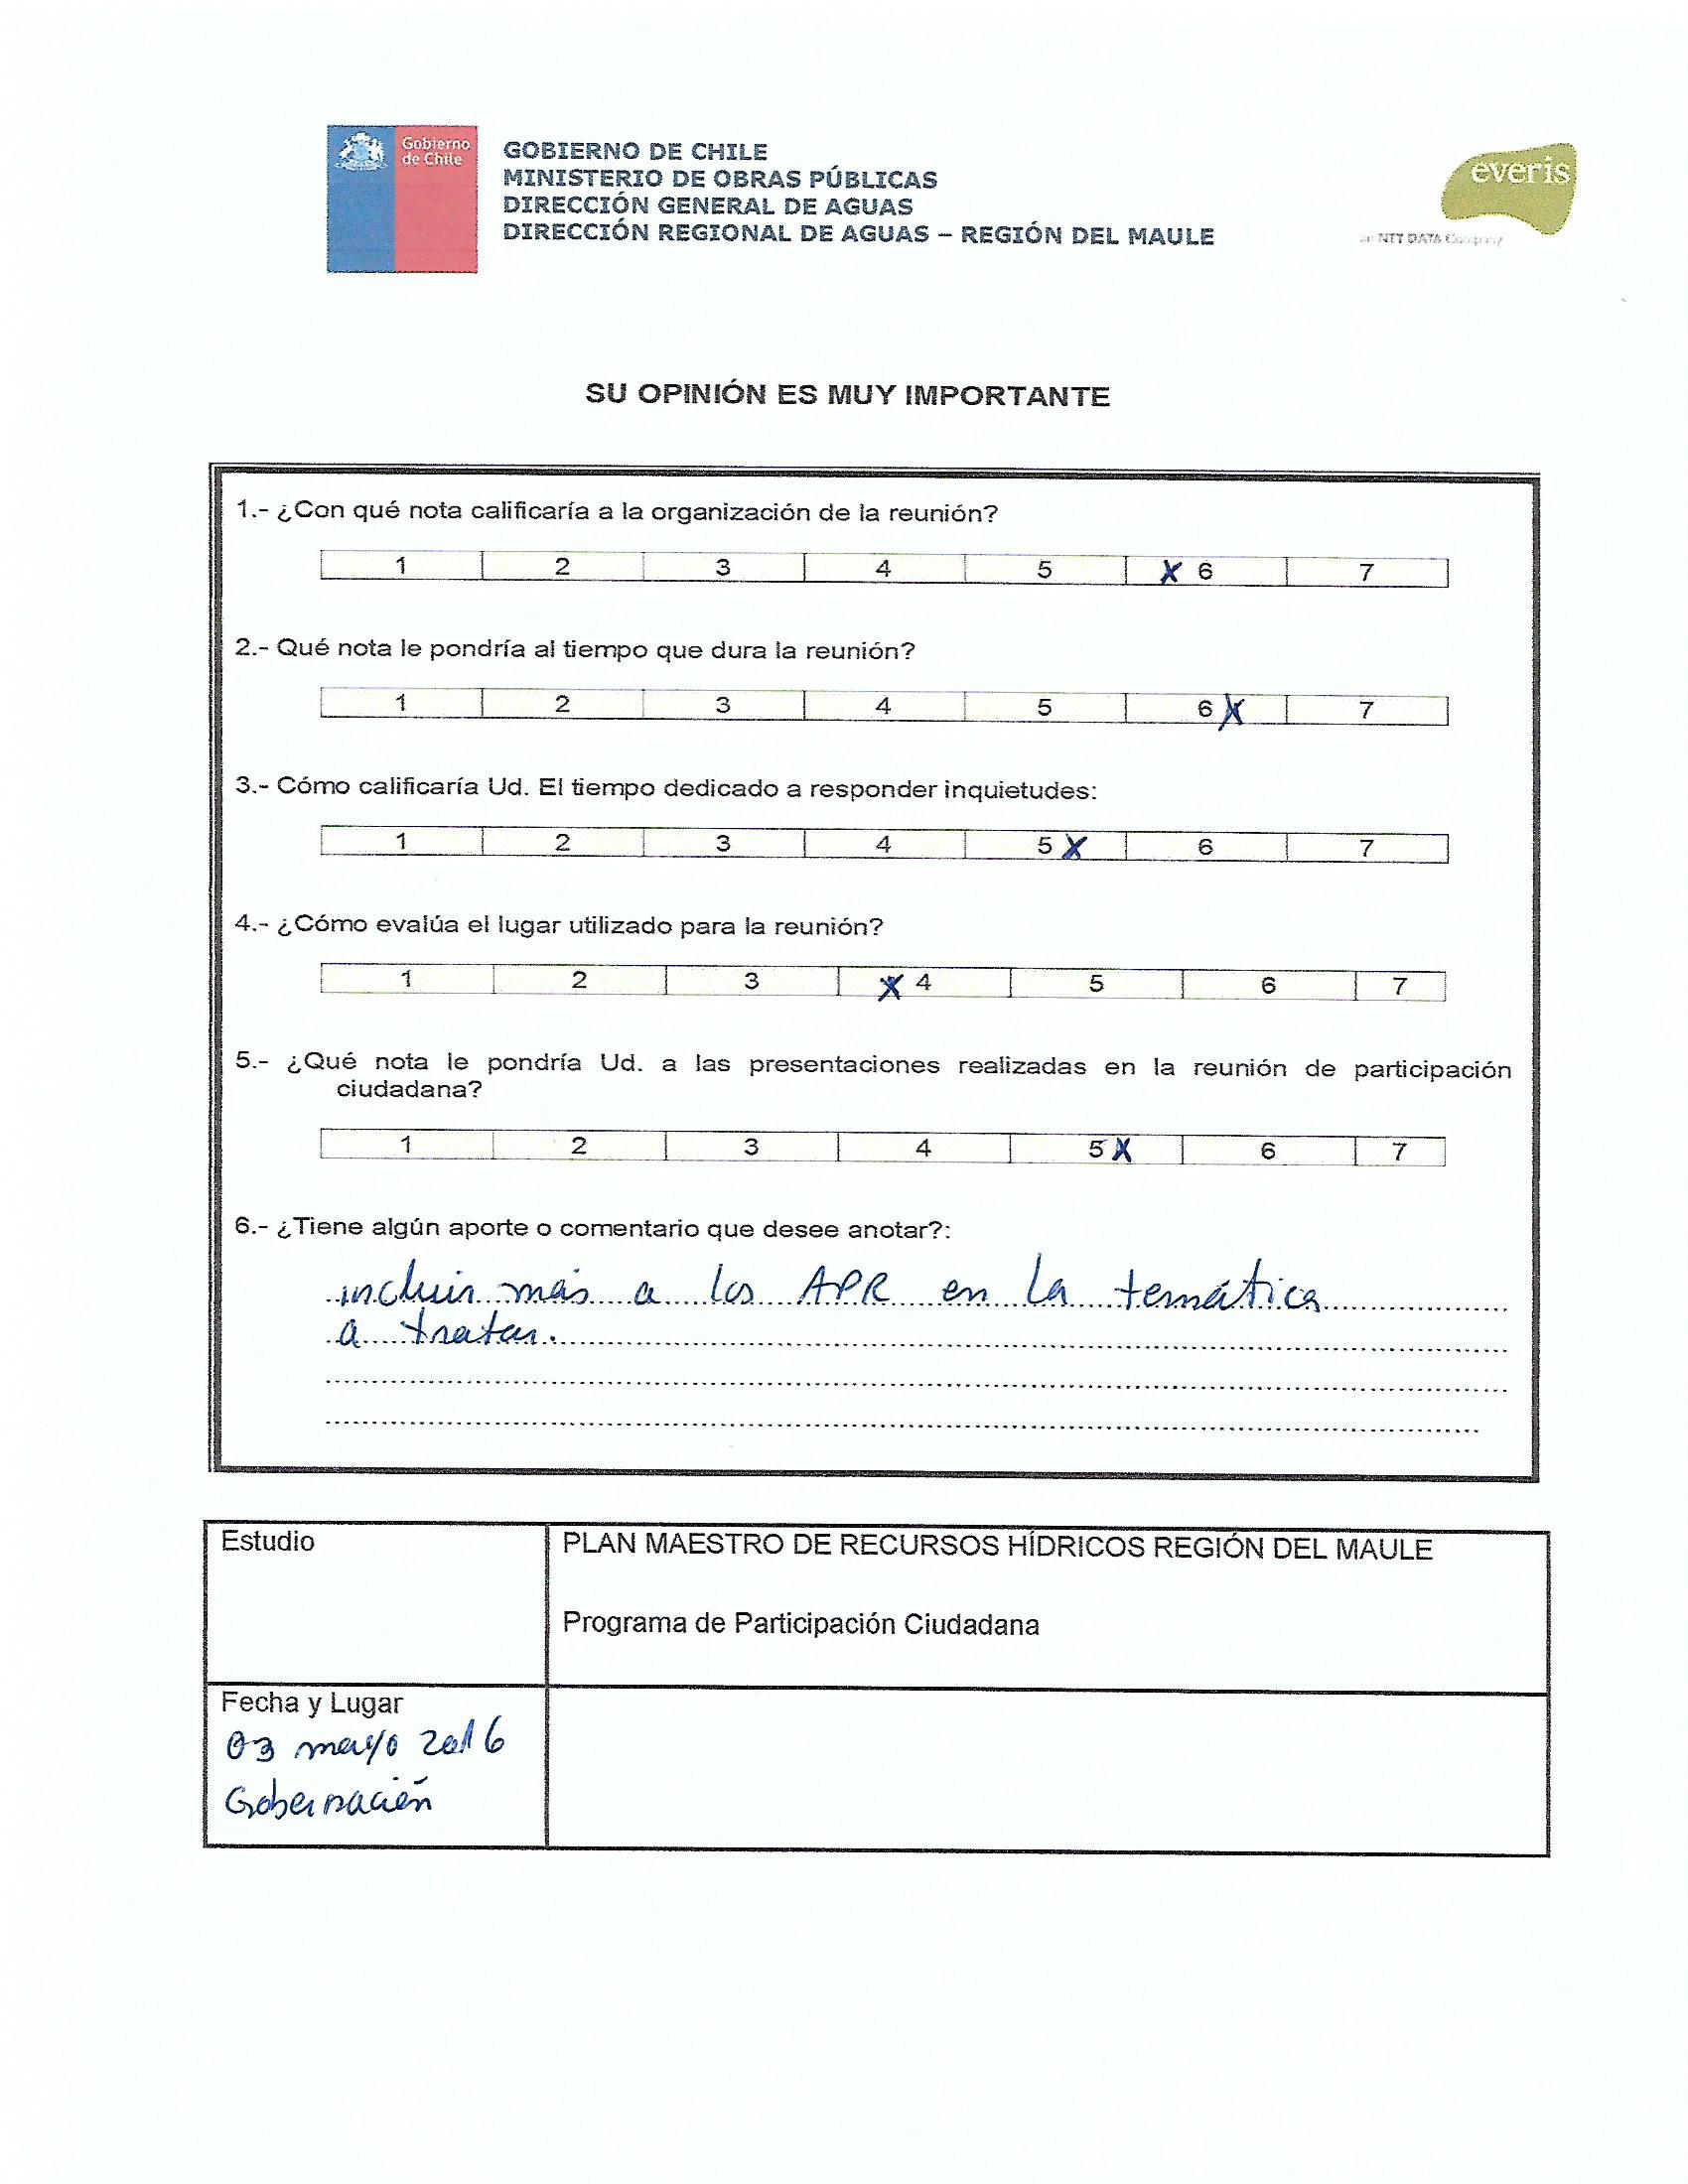 Gobierno
de Chile
GOBIERNO DE CHILE
MINISTERIO DE OBRAS PÚBLICAS
DIRECCIÓN GENERAL DE AGUAS
DIRECCIÓN REGIONAL DE AGUAS – REGIÓN DEL MAULE
everis
an NTT DATA Company
SU OPINIÓN ES MUY IMPORTANTE
1.- ¿Con qué nota calificaría a la organización de la reunión?
1 2 3 4 5 X 6 7
2.- Qué nota le pondría al tiempo que dura la reunión?
1 2 3 4 5 6 X 7
3.- Cómo calificaría Ud. El tiempo dedicado a responder inquietudes:
1 2 3 4 5 X 6 7
4.- ¿Cómo evalúa el lugar utilizado para la reunión?
1 2 3 X 4 5 6 7
5.- ¿Qué nota le pondría Ud. a las presentaciones realizadas en la reunión de participación
ciudadana?
1 2 3 4 5 X 6 7
6.- ¿Tiene algún aporte o comentario que desee anotar?:
incluir más a los APR en la temática
a tratar.
Estudio
PLAN MAESTRO DE RECURSOS HÍDRICOS REGIÓN DEL MAULE
Programa de Participación Ciudadana
Fecha y Lugar
03 mayo 2016
Gobernación